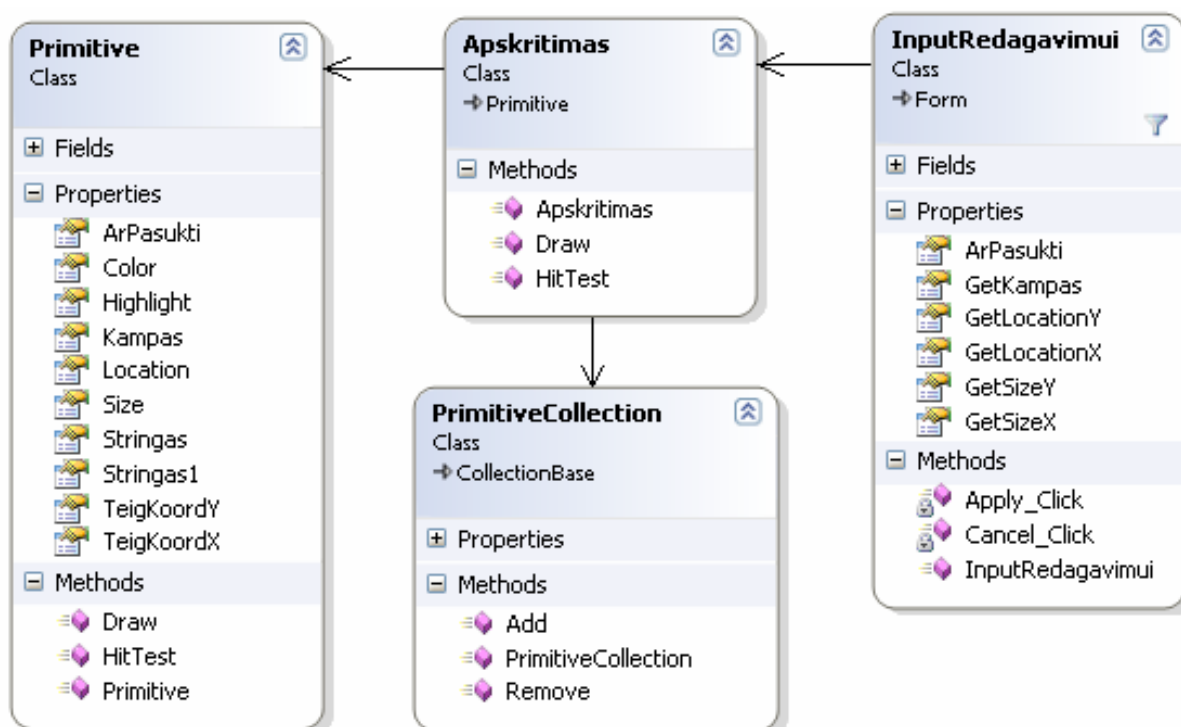 Primitive
Class
Fields
Properties
ArPasukti
Color
Highlight
Kampas
Location
Size
Stringas
Stringas1
TeigKoordY
TeigKoordX
Methods
Draw
HitTest
Primitive
Apskritimas
Class
Primitive
Methods
Apskritimas
Draw
HitTest
PrimitiveCollection
Class
CollectionBase
Properties
Methods
Add
PrimitiveCollection
Remove
InputRedagavimui
Class
Form
Fields
Properties
ArPasukti
GetKampas
GetLocationY
GetLocationX
GetSizeY
GetSizeX
Methods
Apply_Click
Cancel_Click
InputRedagavimui